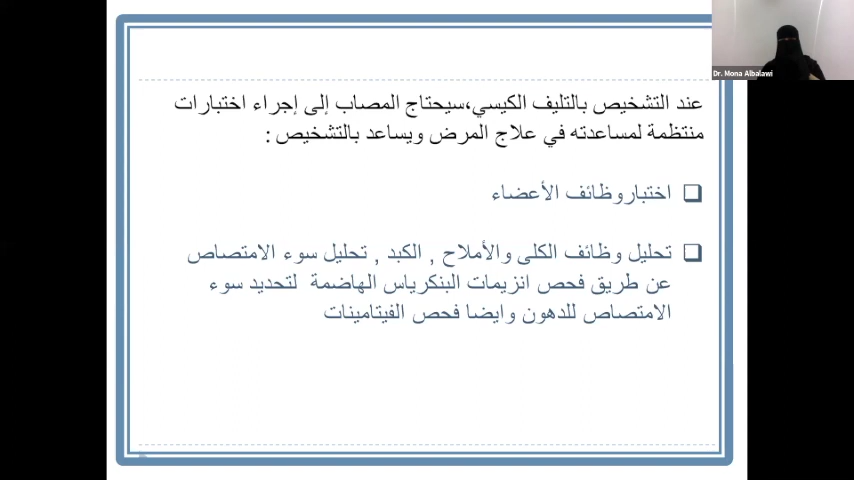 Dr. Mona Albalawi
عند التشخيص بالتليف الكيسي،سيحتاج المصاب إلى إجراء اختبارات
منتظمة لمساعدته في علاج المرض ويساعد بالتشخيص :
❑ اختباروظائف الأعضاء
❑ تحليل وظائف الكلى والأملاح , الكبد , تحليل سوء الامتصاص
عن طريق فحص انزيمات البنكرياس الهاضمة لتحديد سوء
الامتصاص للدهون وايضا فحص الفيتامينات